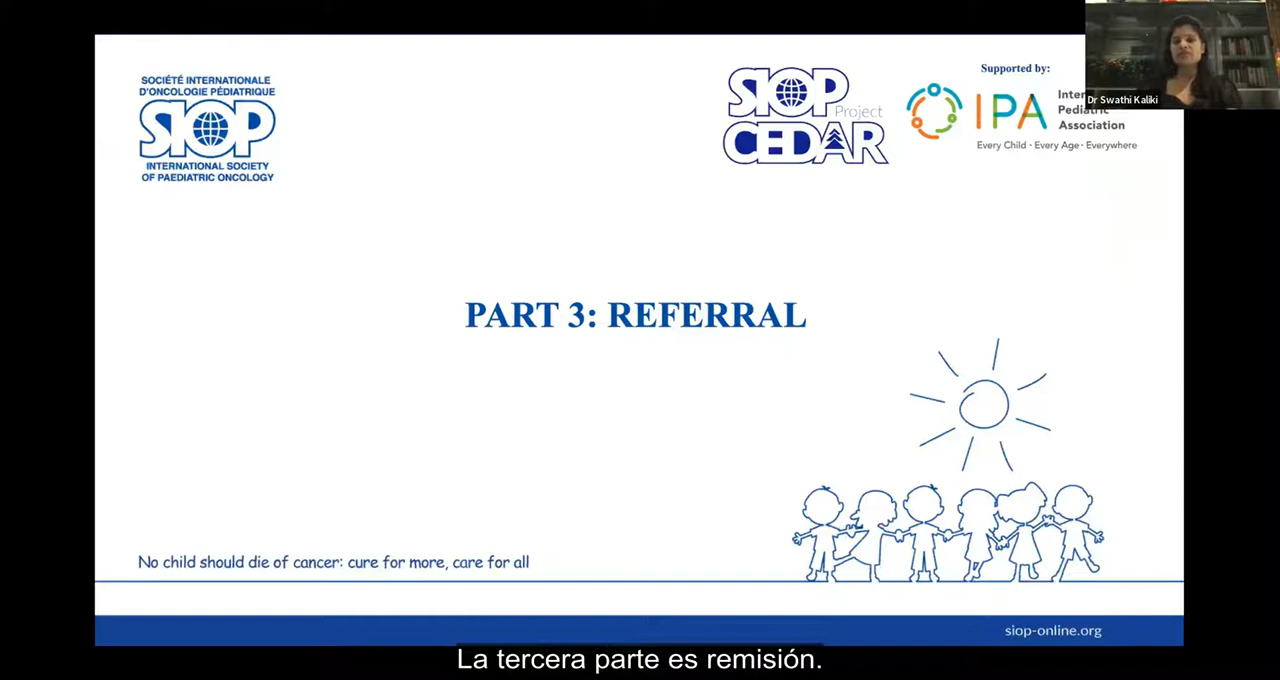 SOCIÉTÉ INTERNATIONALE
D'ONCOLOGIE PÉDIATRIQUE
SIOP
INTERNATIONAL SOCIETY
OF PAEDIATRIC ONCOLOGY
SIOP
Project
CEDAR
Supported by:
IPA
Pediatric
Association
Every Child · Every Age · Everywhere
Dr Swathi Kaliki
PART 3: REFERRAL
No child should die of cancer: cure for more, care for all
siop-online.org
La tercera parte es remisión.